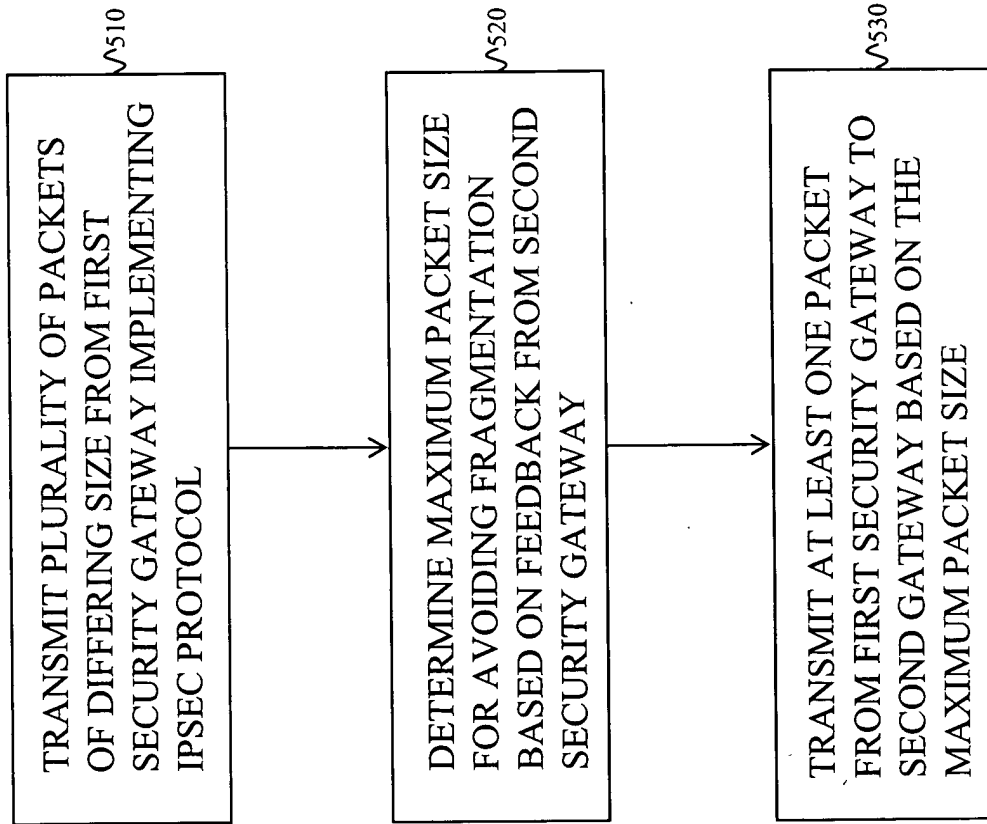 TRANSMIT PLURALITY OF PACKETS
OF DIFFERING SIZE FROM FIRST
SECURITY GATEWAY IMPLEMENTING
IPSEC PROTOCOL
510
DETERMINE MAXIMUM PACKET SIZE
FOR AVOIDING FRAGMENTATION
BASED ON FEEDBACK FROM SECOND
SECURITY GATEWAY
520
TRANSMIT AT LEAST ONE PACKET
FROM FIRST SECURITY GATEWAY TO
SECOND GATEWAY BASED ON THE
MAXIMUM PACKET SIZE
530